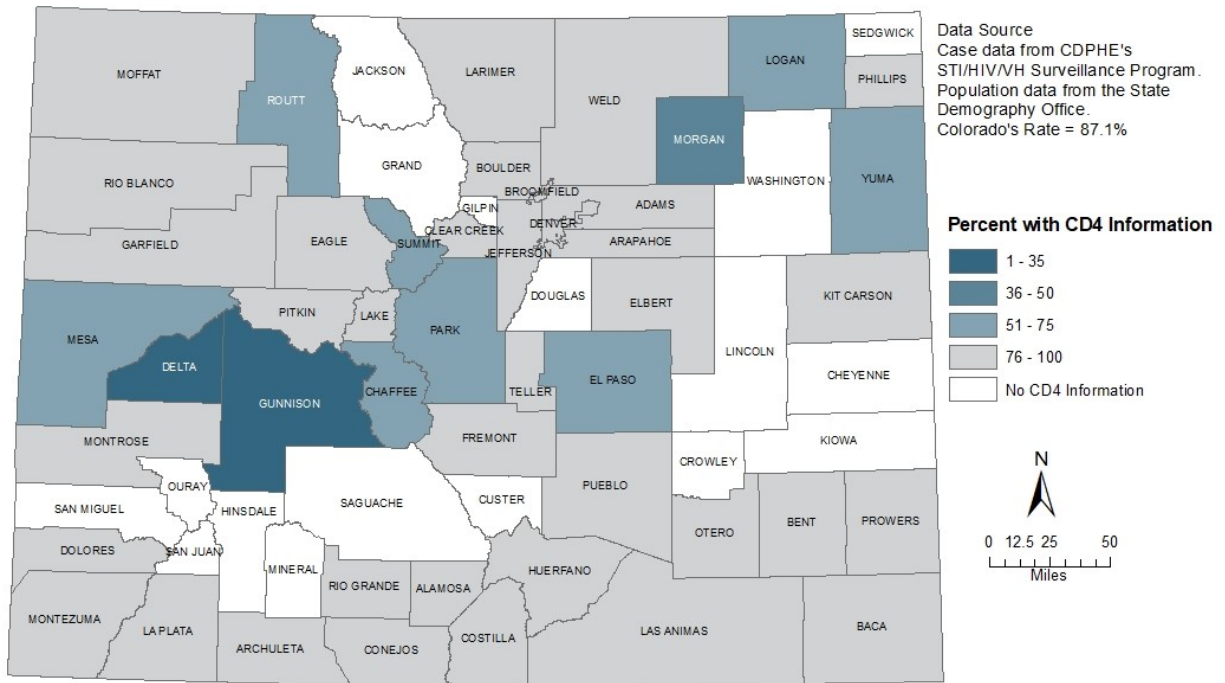 SEDGWICK
Data Source
Case data from CDPHE's
STI/HIV/VH Surveillance Program.
Population data from the State
Demography Office.
Colorado's Rate = 87.1%
MOFFAT
ROUTT
JACKSON
LARIMER
WELD
LOGAN
PHILLIPS
MORGAN
WASHINGTON
YUMA
RIO BLANCO
GRAND
BOULDER
BROOMFIELD
GILPIN
ADAMS
CLEAR CREEK
DENVER
GARFIELD
EAGLE
SUMMIT
JEFFERSON
ARAPAHOE
Percent with CD4 Information
1 - 35
36 - 50
51 - 75
76 - 100
No CD4 Information
PITKIN
LAKE
PARK
DOUGLAS
ELBERT
KIT CARSON
MESA
DELTA
GUNNISON
CHAFFEE
TELLER
EL PASO
LINCOLN
CHEYENNE
MONTROSE
FREMONT
KIOWA
OURAY
SAGUACHE
CUSTER
PUEBLO
CROWLEY
SAN MIGUEL
HINSDALE
OTERO
BENT
PROWERS
DOLORES
SAN JUAN
MINERAL
RIO GRANDE
ALAMOSA
HUERFANO
MONTEZUMA
LA PLATA
ARCHULETA
CONEJOS
COSTILLA
LAS ANIMAS
BACA
N
0 12.5 25 50
Miles